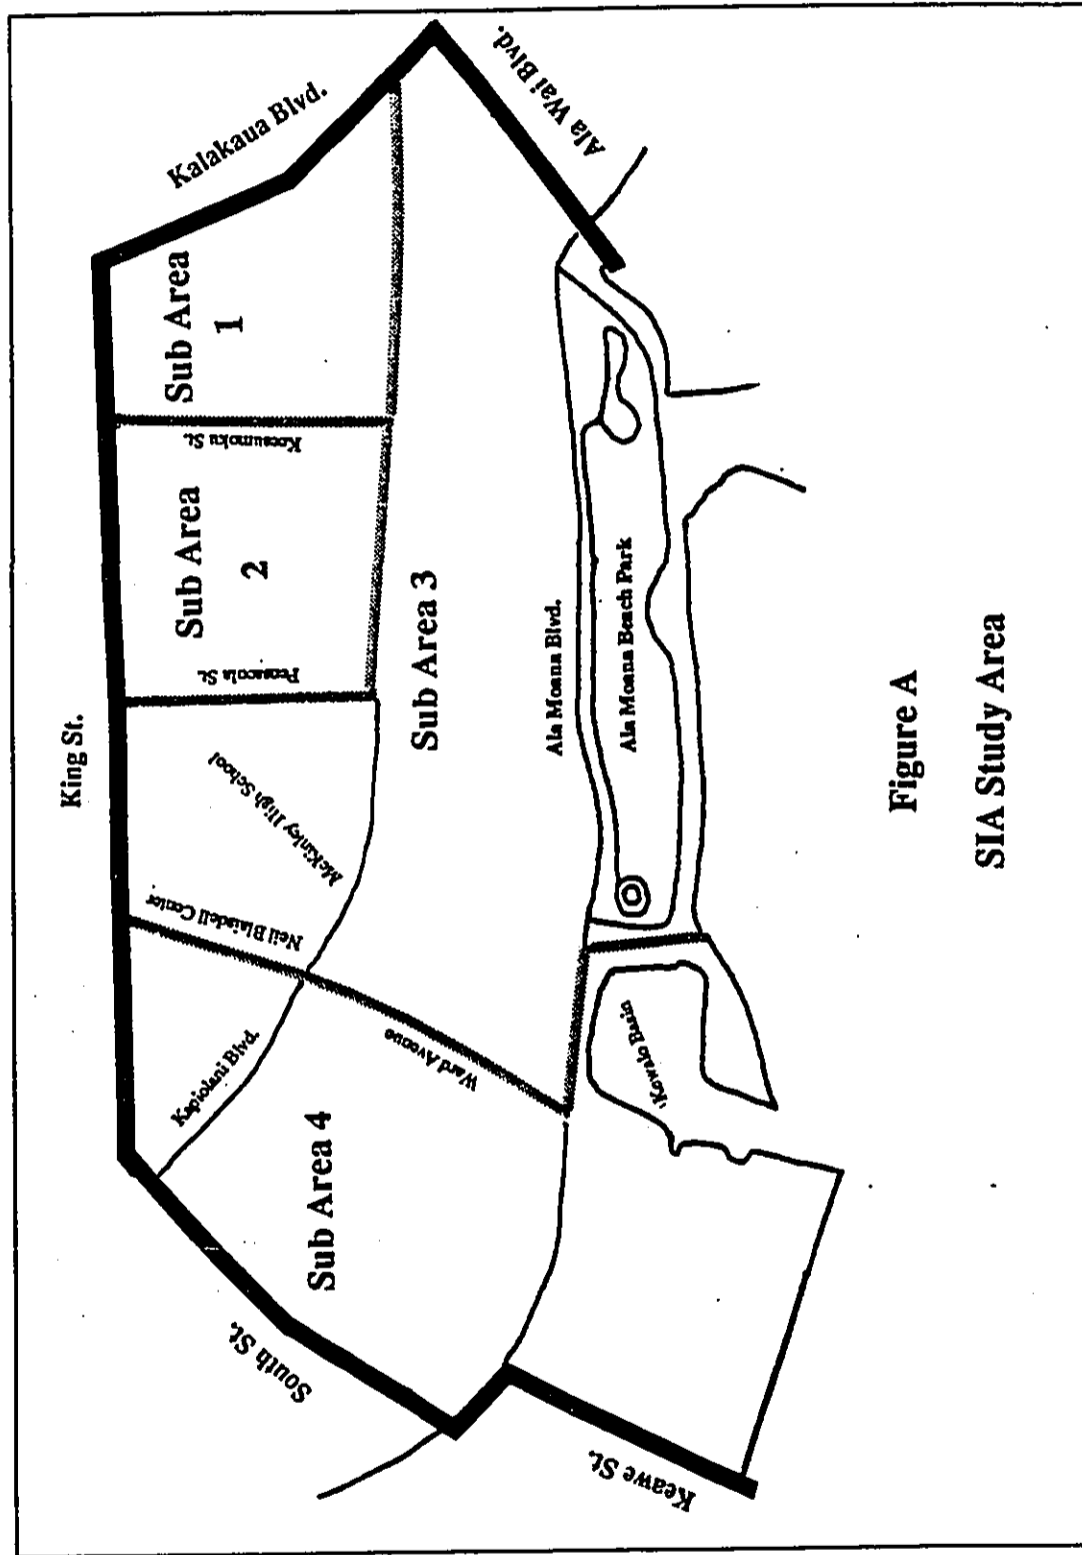 King St.
Kalakaua Blvd.
Ala Wai Blvd.
South St.
Keawe St.
Kapiolani Blvd.
Neil Blaisdell Center
McKinley High School
Pensacola St.
Sub Area
2
Keeaumoku St.
Sub Area
1
Sub Area 4
Ward Avenue
Sub Area 3
Ala Moana Blvd.
Ala Moana Beach Park
Kewalo Basin
Figure A
SIA Study Area